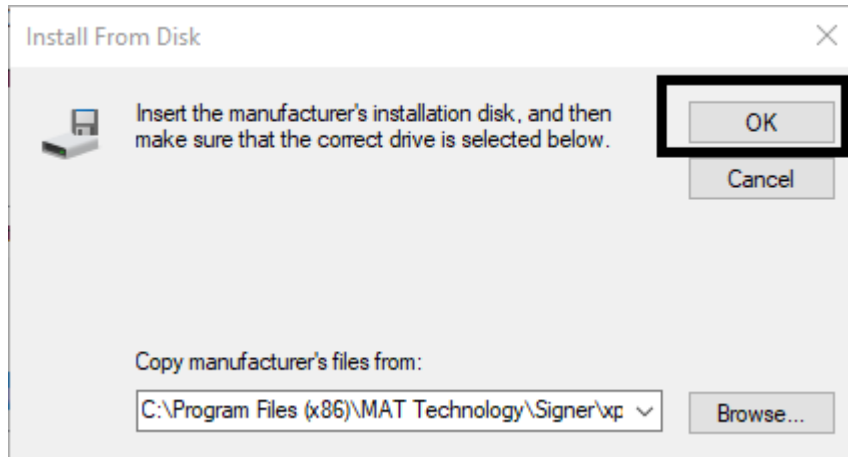 Install From Disk
Insert the manufacturer's installation disk, and then
make sure that the correct drive is selected below.
OK
Cancel
Copy manufacturer's files from:
C:\Program Files (x86)\MAT Technology\Signer\xp
Browse...